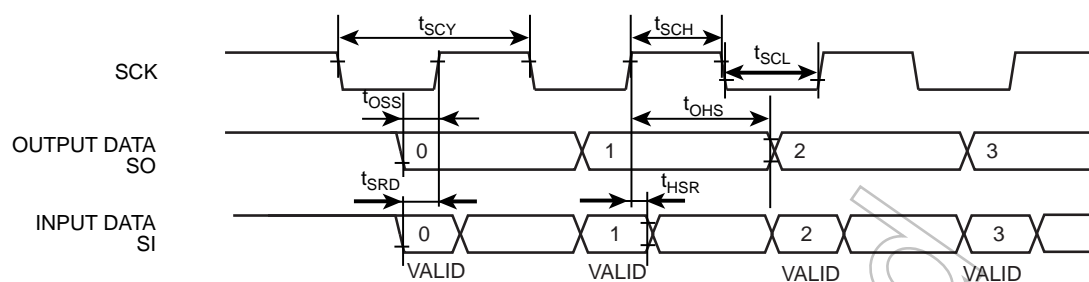 tSCY
tSCH
SCK
tSCL
tOSS
tOHS
OUTPUT DATA
SO
0 1 2 3
tSRD
tHSR
INPUT DATA
SI
0 1 2 3
VALID VALID VALID VALID